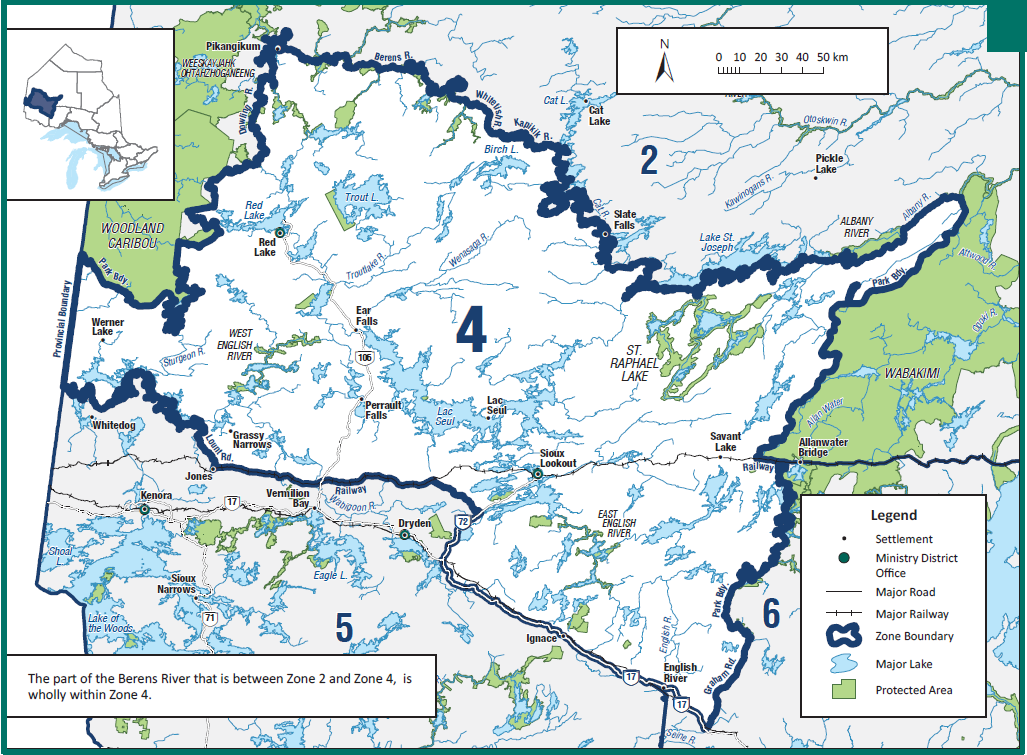 N
0 10 20 30 40 50 km
Pikangikum
WEESKAYJAHK
OHTAHZHOGANEENG
Berens R.
Dowling R.
Whitefish R.
Kapikik R.
Cat L.
Cat
Lake
RIVER
Otoskwin R.
Birch L.
2
Pickle
Lake
Kawinogans R.
Trout L.
Red
Lake
Red
Lake
WOODLAND
CARIBOU
Cat R.
Slate
Falls
Lake St.
Joseph
ALBANY
RIVER
Albany R.
Troutlake R.
Wenasaga R.
Park Bdy.
Park Bdy.
Attwood R.
Ogoki R.
Provincial Boundary
Werner
Lake
Ear
Falls
4
WEST
ENGLISH
RIVER
Sturgeon R.
105
ST.
RAPHAEL
LAKE
WABAKIMI
Perrault
Falls
Lac
Seul
Lac
Seul
Allan Water
Whitedog
Grassy
Narrows
Lount Rd.
Sioux
Lookout
Savant
Lake
Allanwater
Bridge
Railway
Jones
Railway
Kenora
17
Vermilion
Bay
Wabigoon R.
Dryden
72
EAST
ENGLISH
RIVER
Shoal
L.
Eagle L.
Sioux
Narrows
71
Lake of
the Woods
5
Park Bdy.
6
Ignace
English R.
English
River
17
17
Graham Rd.
Seine R.
Legend
Settlement
Ministry District
Office
Major Road
Major Railway
Zone Boundary
Major Lake
Protected Area
The part of the Berens River that is between Zone 2 and Zone 4, is
wholly within Zone 4.